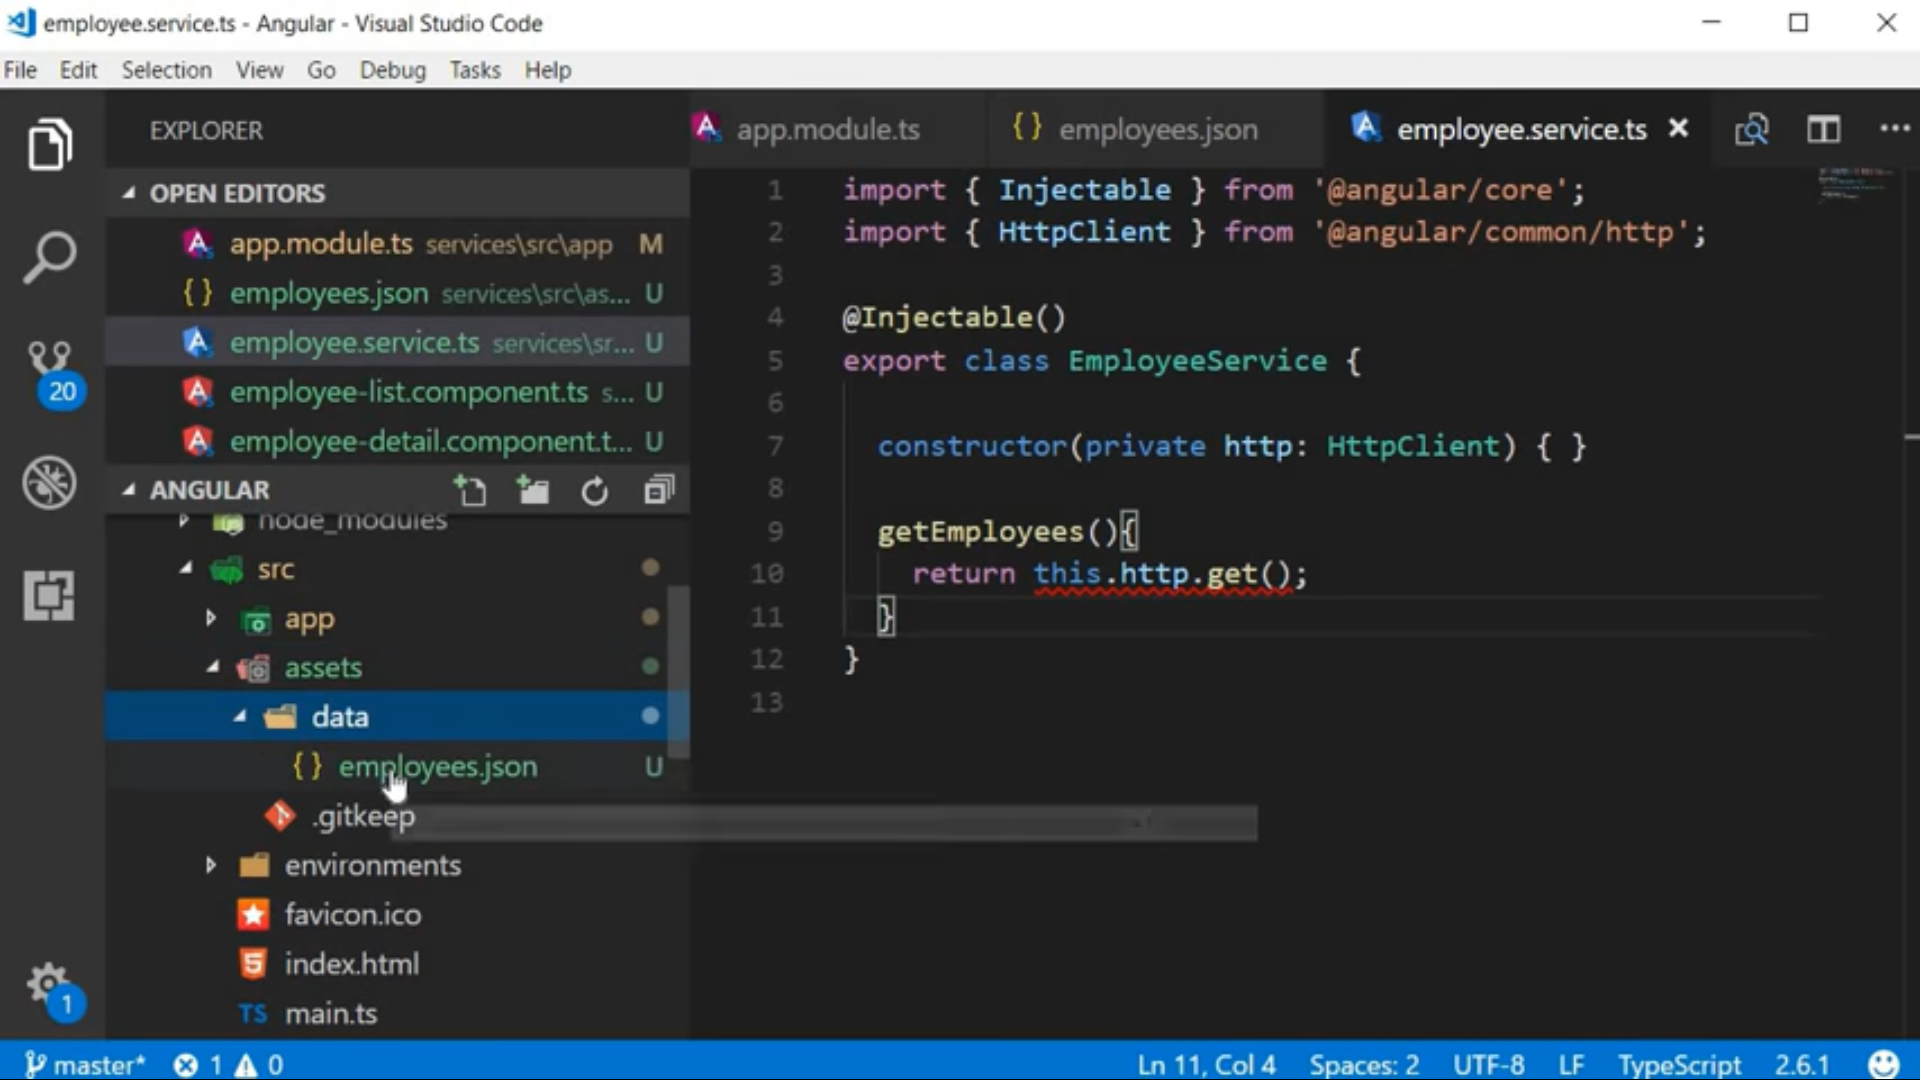 employee.service.ts - Angular - Visual Studio Code
File Edit Selection View Go Debug Tasks Help
EXPLORER
OPEN EDITORS
app.module.ts services\src\app M
employees.json services\src\as... U
employee.service.ts services\sr... U
employee-list.component.ts s... U
employee-detail.component.t... U
20
ANGULAR
node_modules
src
app
assets
data
employees.json U
.gitkeep
environments
favicon.ico
index.html
TS main.ts
1
app.module.ts employees.json employee.service.ts
1 import { Injectable } from '@angular/core';
2 import { HttpClient } from '@angular/common/http';
3
4 @Injectable()
5 export class EmployeeService {
6
7 constructor(private http: HttpClient) { }
8
9 getEmployees(){
10 return this.http.get();
11 }
12 }
13
master* 1 0 Ln 11, Col 4 Spaces: 2 UTF-8 LF TypeScript 2.6.1